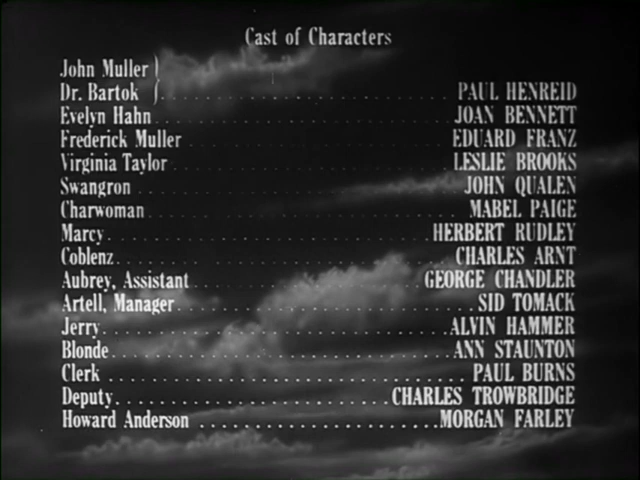 Cast of Characters
John Muller
Dr. Bartok PAUL HENREID
Evelyn Hahn JOAN BENNETT
Frederick Muller EDUARD FRANZ
Virginia Taylor LESLIE BROOKS
Swangron JOHN QUALEN
Charwoman MABEL PAIGE
Marcy HERBERT RUDLEY
Coblenz CHARLES ARNT
Aubrey, Assistant GEORGE CHANDLER
Artell, Manager SID TOMACK
Jerry ALVIN HAMMER
Blonde ANN STAUNTON
Clerk PAUL BURNS
Deputy CHARLES TROWBRIDGE
Howard Anderson MORGAN FARLEY